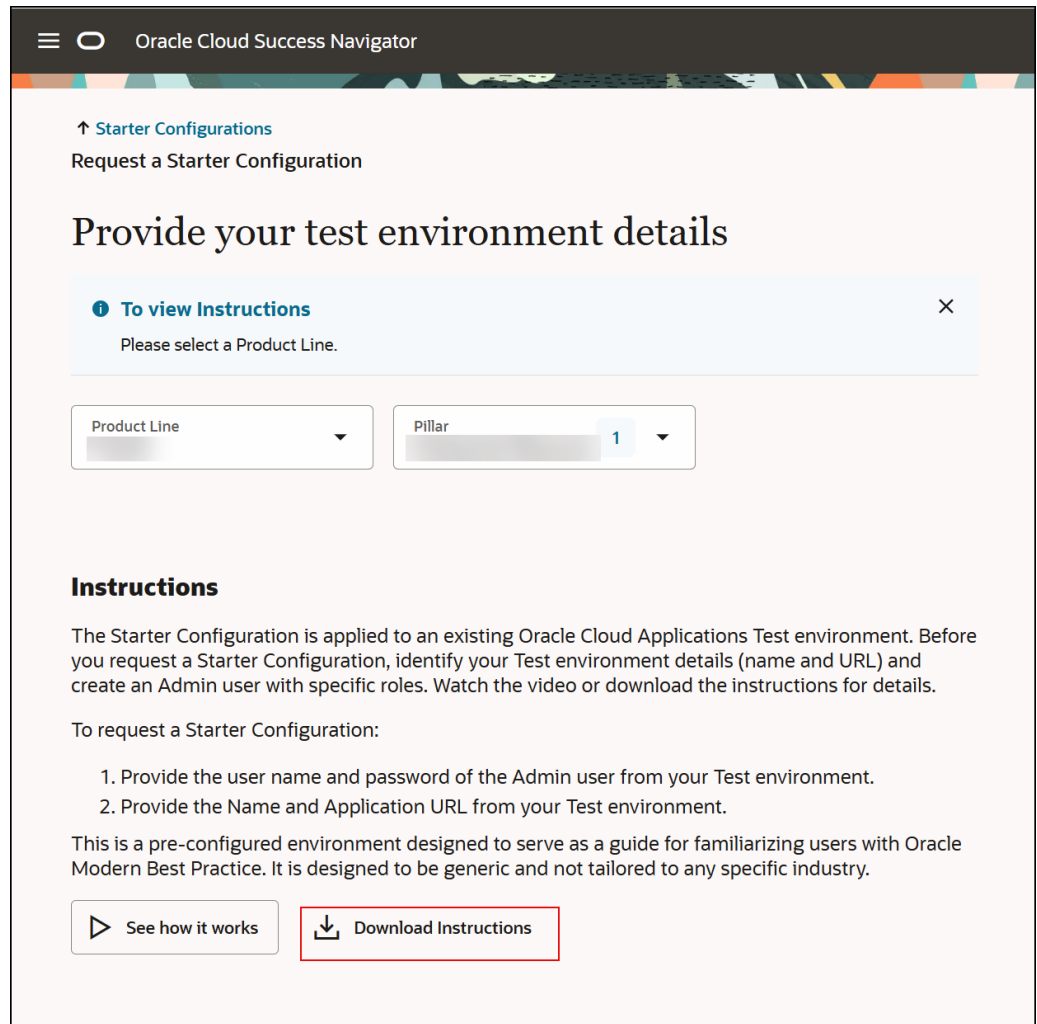 Oracle Cloud Success Navigator
Starter Configurations
Request a Starter Configuration
Provide your test environment details
To view Instructions
Please select a Product Line.
Product Line
Pillar
1
Instructions
The Starter Configuration is applied to an existing Oracle Cloud Applications Test environment. Before
you request a Starter Configuration, identify your Test environment details (name and URL) and
create an Admin user with specific roles. Watch the video or download the instructions for details.
To request a Starter Configuration:
1. Provide the user name and password of the Admin user from your Test environment.
2. Provide the Name and Application URL from your Test environment.
This is a pre-configured environment designed to serve as a guide for familiarizing users with Oracle
Modern Best Practice. It is designed to be generic and not tailored to any specific industry.
See how it works
Download Instructions